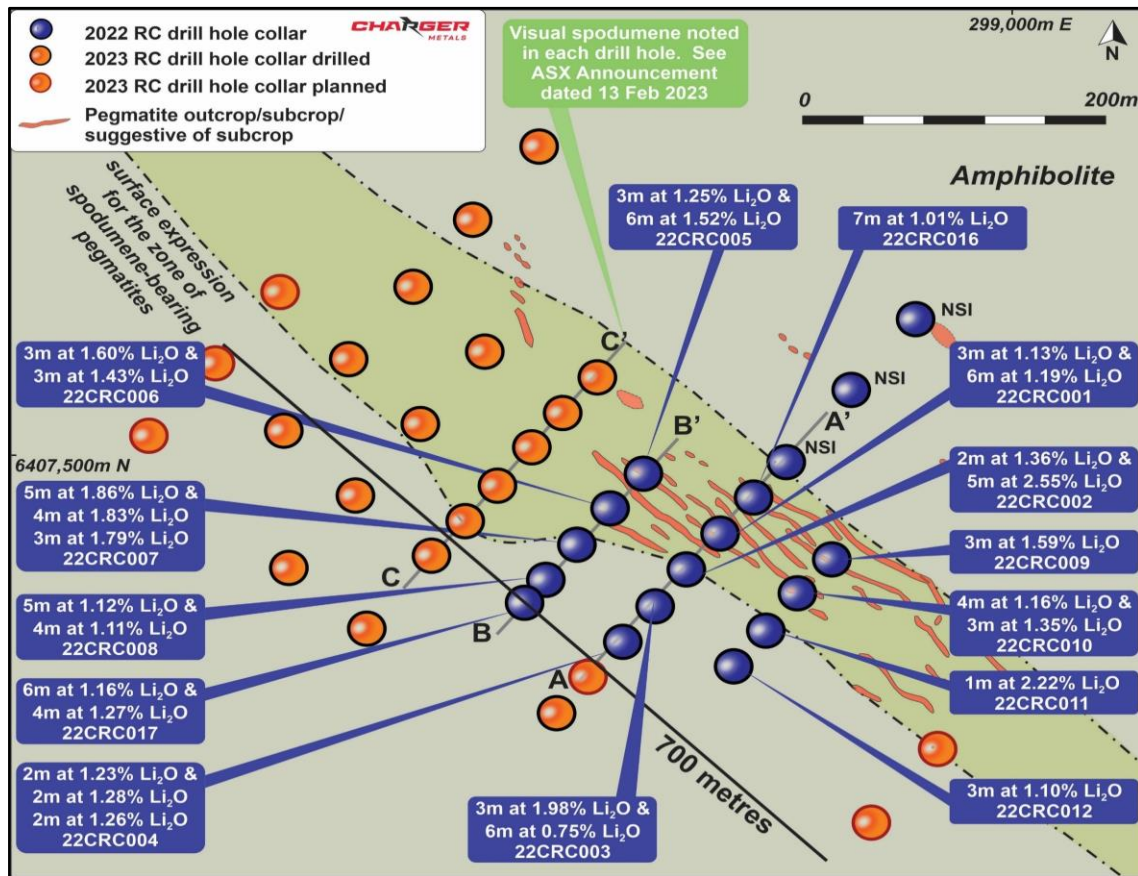 2022 RC drill hole collar
2023 RC drill hole collar drilled
2023 RC drill hole collar planned
Pegmatite outcrop/subcrop/
suggestive of subcrop
CHARGER
METALS
Visual spodumene noted
in each drill hole. See
ASX Announcement
dated 13 Feb 2023
299,000m E
N
0
200m
Amphibolite
surface expression
for the zone of
spodumene-bearing
pegmatites
3m at 1.25% Li₂O &
6m at 1.52% Li₂O
22CRC005
7m at 1.01% Li₂O
22CRC016
NSI
NSI
NSI
C'
B'
A'
3m at 1.60% Li₂O &
3m at 1.43% Li₂O
22CRC006
3m at 1.13% Li₂O &
6m at 1.19% Li₂O
22CRC001
6407,500m N
2m at 1.36% Li₂O &
5m at 2.55% Li₂O
22CRC002
5m at 1.86% Li₂O &
4m at 1.83% Li₂O
3m at 1.79% Li₂O
22CRC007
3m at 1.59% Li₂O
22CRC009
C
B
A
5m at 1.12% Li₂O &
4m at 1.11% Li₂O
22CRC008
4m at 1.16% Li₂O &
3m at 1.35% Li₂O
22CRC010
6m at 1.16% Li₂O &
4m at 1.27% Li₂O
22CRC017
1m at 2.22% Li₂O
22CRC011
700 metres
2m at 1.23% Li₂O &
2m at 1.28% Li₂O
2m at 1.26% Li₂O
22CRC004
3m at 1.98% Li₂O &
6m at 0.75% Li₂O
22CRC003
3m at 1.10% Li₂O
22CRC012